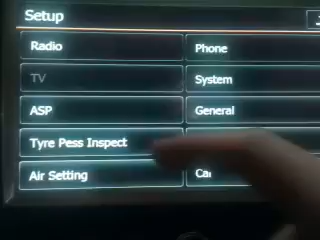 Setup
Radio
Phone
TV
System
ASP
General
Tyre Pess Inspect
Air Setting